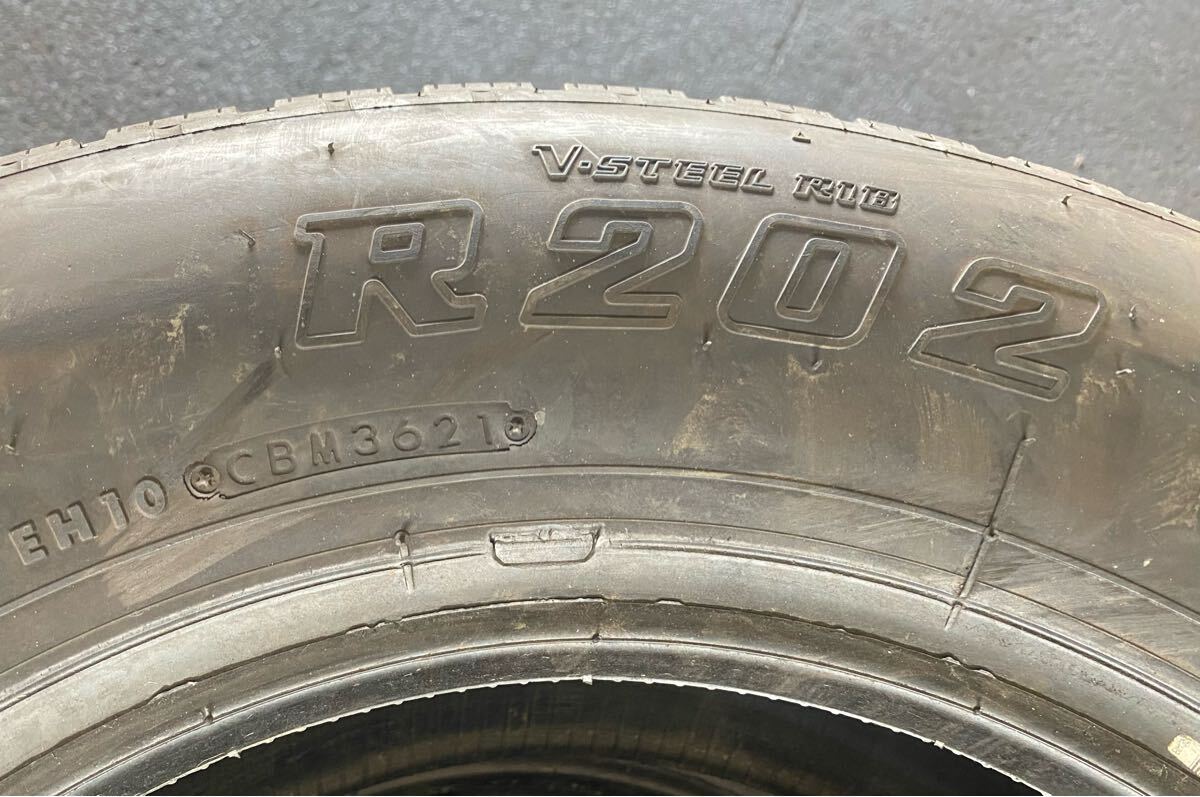 V-STEEL RIB
R202
EH10 CBM3621